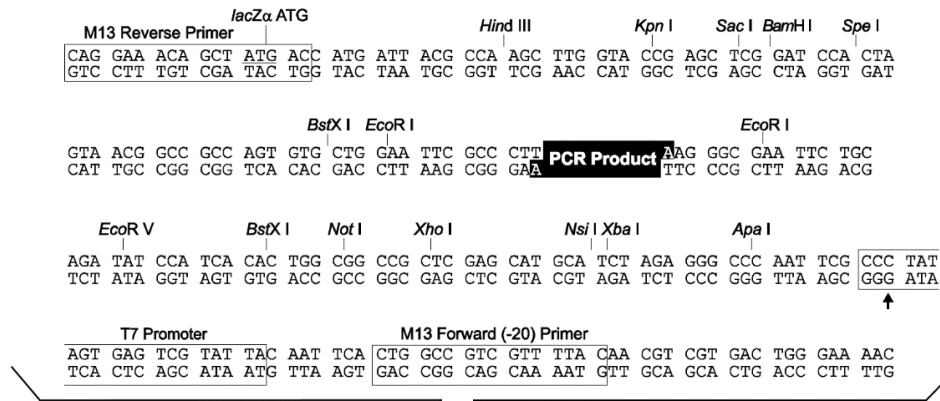 lacZα ATG
M13 Reverse Primer Hind III Kpn I Sac I BamH I Spe I
CAG GAA ACA GCT ATG ACC ATG ATT ACG CCA AGC TTG GTA CCG AGC TCG GAT CCA CTA
GTC CTT TGT CGA TAC TGG TAC TAA TGC GGT TCG AAC CAT GGC TCG AGC CTA GGT GAT
BstX I EcoR I EcoR I
GTA ACG GCC GCC AGT GTG CTG GAA TTC GCC CTT PCR Product AAG GGC GAA TTC TGC
CAT TGC CGG CGG TCA CAC GAC CTT AAG CGG GAA TTC CCG CTT AAG ACG
EcoR V BstX I Not I Xho I Nsi I Xba I Apa I
AGA TAT CCA TCA CAC TGG CGG CCG CTC GAG CAT GCA TCT AGA GGG CCC AAT TCG CCC TAT
TCT ATA GGT AGT GTG ACC GCC GGC GAG CTC GTA CGT AGA TCT CCC GGG TTA AGC GGG ATA
T7 Promoter M13 Forward (-20) Primer
AGT GAG TCG TAT TAC AAT TCA CTG GCC GTC GTT TTA CAA CGT CGT GAC TGG GAA AAC
TCA CTC AGC ATA ATG TTA AGT GAC CGG CAG CAA AAT GTT GCA GCA CTG ACC CTT TTG